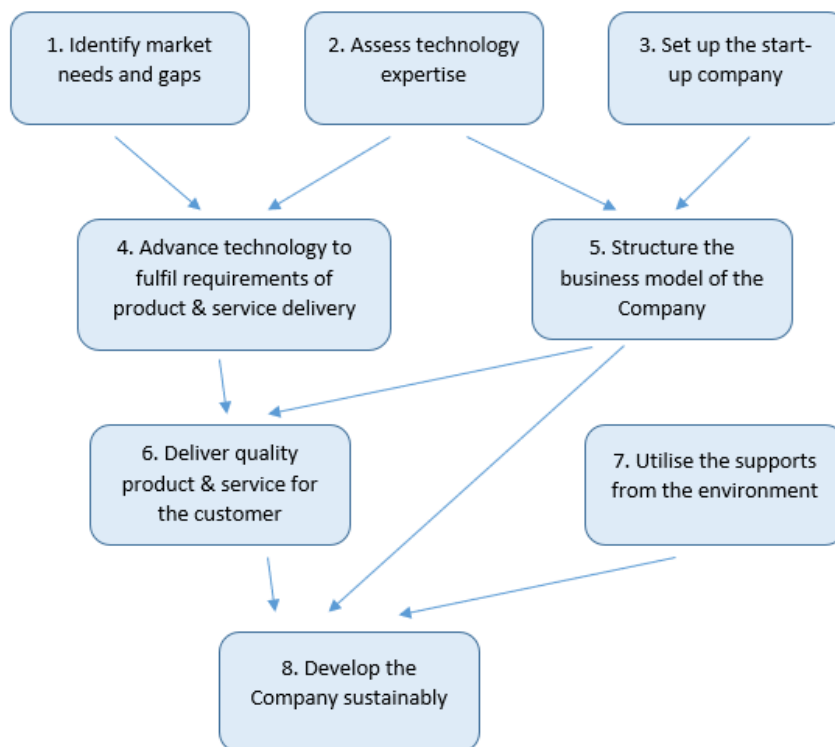 1. Identify market
needs and gaps
2. Assess technology
expertise
3. Set up the start-
up company
4. Advance technology to
fulfil requirements of
product & service delivery
5. Structure the
business model of the
Company
6. Deliver quality
product & service for
the customer
7. Utilise the supports
from the environment
8. Develop the
Company sustainably